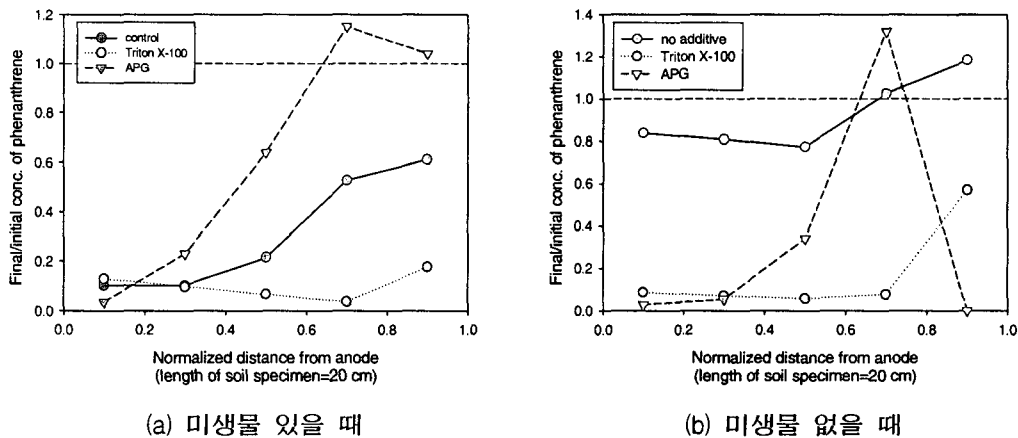 Final/initial conc. of phenanthrene
1.2
1.0
0.8
0.6
0.4
0.2
0.0
control
Triton X-100
APG
0.0 0.2 0.4 0.6 0.8 1.0
Normalized distance from anode
(length of soil specimen=20 cm)
(a) 미생물 있을 때
Final/initial conc. of phenanthrene
1.4
1.2
1.0
0.8
0.6
0.4
0.2
0.0
no additive
Triton X-100
APG
0.0 0.2 0.4 0.6 0.8 1.0
Normalized distance from anode
(length of soil specimen=20 cm)
(b) 미생물 없을 때